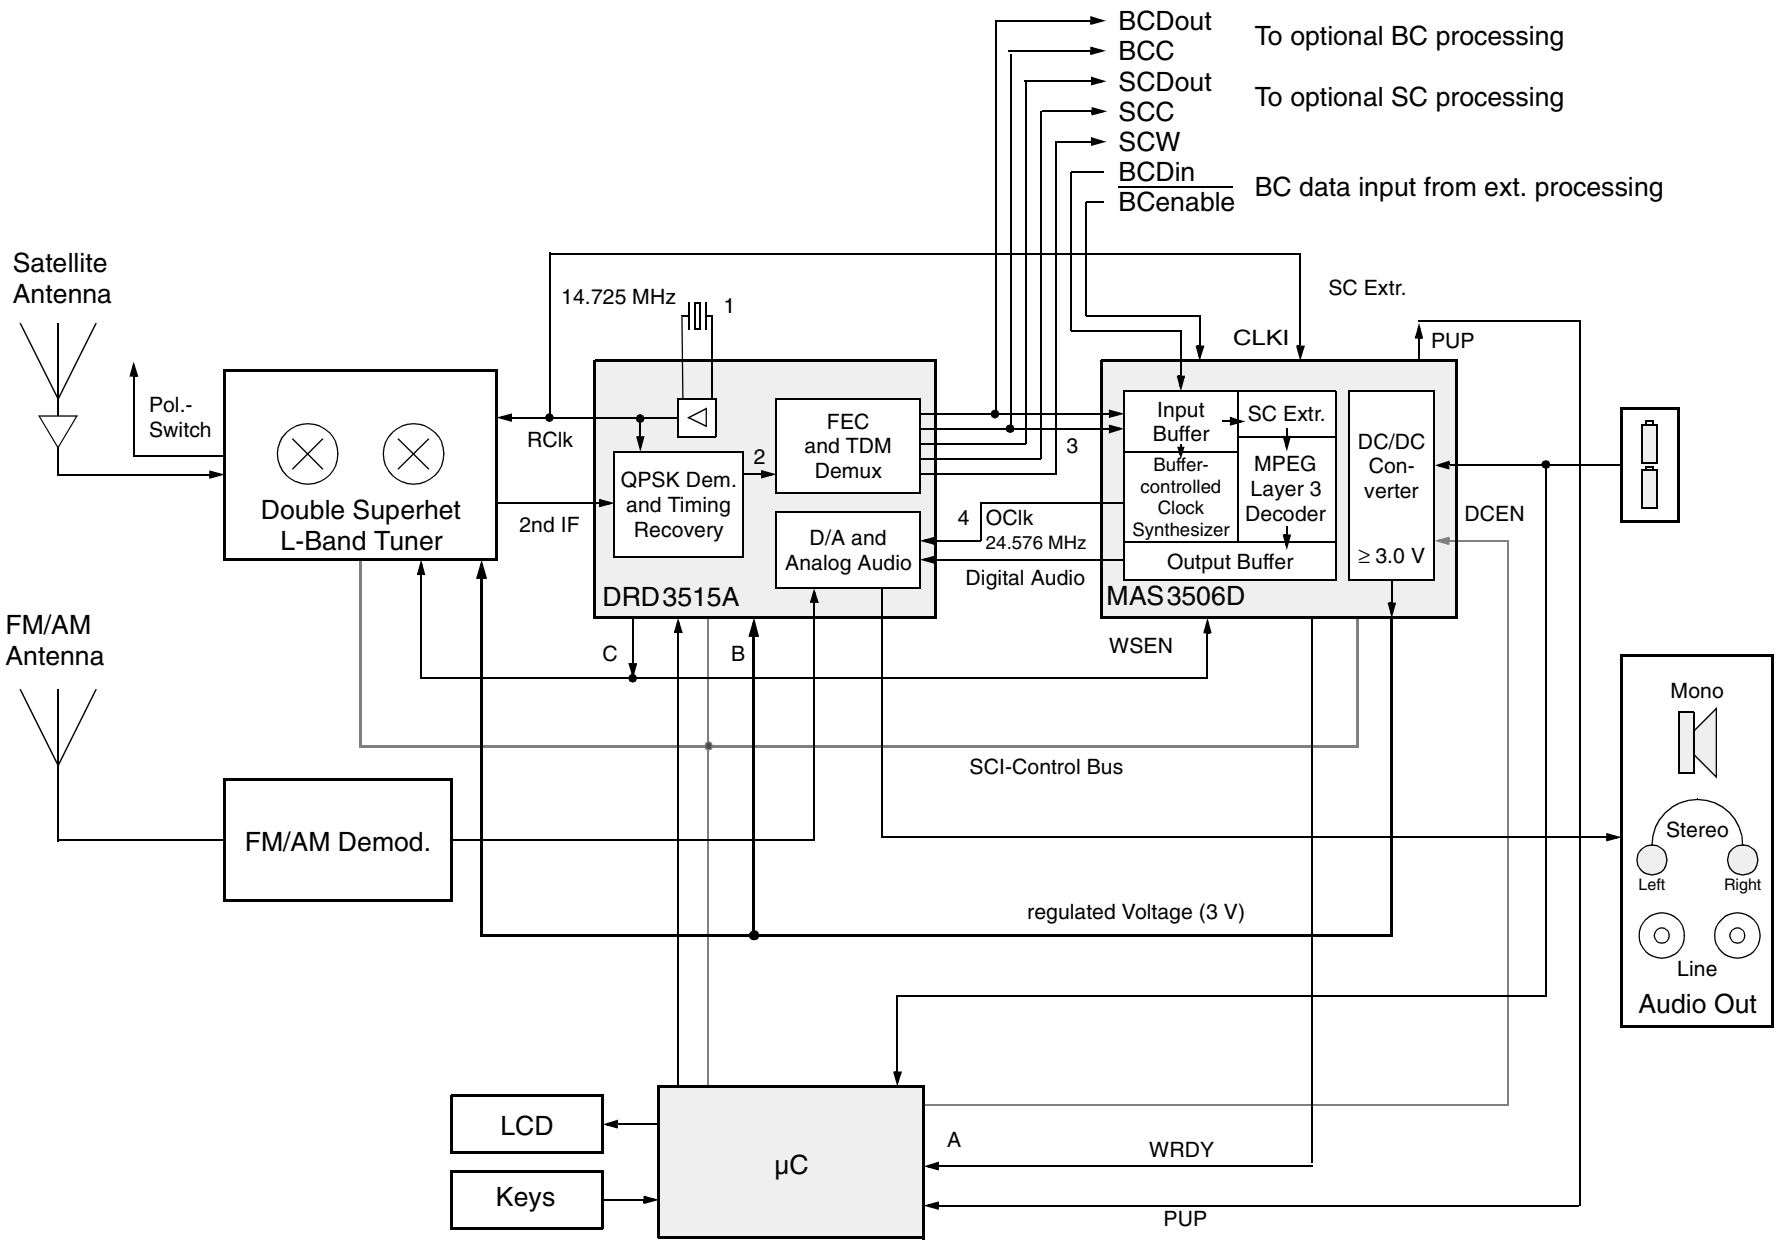 BCDout
To optional BC processing
BCC
SCDout
To optional SC processing
SCC
SCW
BCDin
BC data input from ext. processing
BCenable
Satellite
Antenna
Pol.-
Switch
14.725 MHz
1
SC Extr.
CLKI
PUP
RClk
2nd IF
Double Superhet
L-Band Tuner
QPSK Dem.
and Timing
Recovery
2
FEC
and TDM
Demux
3
D/A and
Analog Audio
DRD3515A
4
OClk
24.576 MHz
Digital Audio
Input
Buffer
SC Extr.
Buffer-
controlled
Clock
Synthesizer
MPEG
Layer 3
Decoder
Output Buffer
DC/DC
Con-
verter
≥ 3.0 V
MAS3506D
DCEN
FM/AM
Antenna
C
B
WSEN
SCI-Control Bus
FM/AM Demod.
regulated Voltage (3 V)
Mono
Stereo
Left
Right
Line
Audio Out
LCD
Keys
µC
A
WRDY
PUP